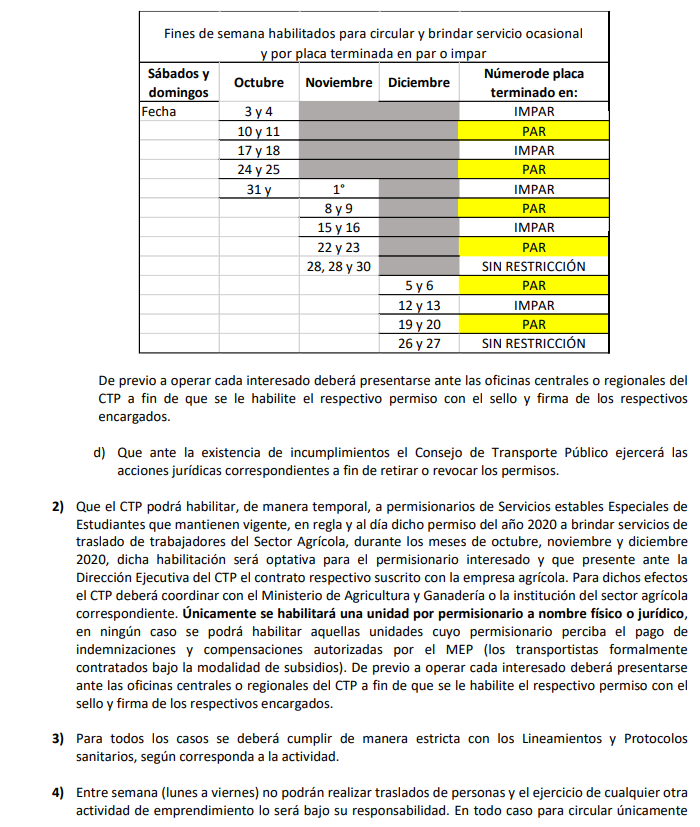 Fines de semana habilitados para circular y brindar servicio ocasional
y por placa terminada en par o impar
Sábados y domingos Octubre Noviembre Diciembre Númerode placa terminado en:
Fecha 3 y 4 IMPAR
10 y 11 PAR
17 y 18 IMPAR
24 y 25 PAR
31 y 1° IMPAR
8 y 9 PAR
15 y 16 IMPAR
22 y 23 PAR
28, 28 y 30 SIN RESTRICCIÓN
5 y 6 PAR
12 y 13 IMPAR
19 y 20 PAR
26 y 27 SIN RESTRICCIÓN
De previo a operar cada interesado deberá presentarse ante las oficinas centrales o regionales del
CTP a fin de que se le habilite el respectivo permiso con el sello y firma de los respectivos
encargados.
d) Que ante la existencia de incumplimientos el Consejo de Transporte Público ejercerá las
acciones jurídicas correspondientes a fin de retirar o revocar los permisos.
2) Que el CTP podrá habilitar, de manera temporal, a permisionarios de Servicios estables Especiales de
Estudiantes que mantienen vigente, en regla y al día dicho permiso del año 2020 a brindar servicios de
traslado de trabajadores del Sector Agrícola, durante los meses de octubre, noviembre y diciembre
2020, dicha habilitación será optativa para el permisionario interesado y que presente ante la
Dirección Ejecutiva del CTP el contrato respectivo suscrito con la empresa agrícola. Para dichos efectos
el CTP deberá coordinar con el Ministerio de Agricultura y Ganadería o la institución del sector agrícola
correspondiente. Únicamente se habilitará una unidad por permisionario a nombre físico o jurídico,
en ningún caso se podrá habilitar aquellas unidades cuyo permisionario perciba el pago de
indemnizaciones y compensaciones autorizadas por el MEP (los transportistas formalmente
contratados bajo la modalidad de subsidios). De previo a operar cada interesado deberá presentarse
ante las oficinas centrales o regionales del CTP a fin de que se le habilite el respectivo permiso con el
sello y firma de los respectivos encargados.
3) Para todos los casos se deberá cumplir de manera estricta con los Lineamientos y Protocolos
sanitarios, según corresponda a la actividad.
4) Entre semana (lunes a viernes) no podrán realizar traslados de personas y el ejercicio de cualquier otra
actividad de emprendimiento lo será bajo su responsabilidad. En todo caso para circular únicamente